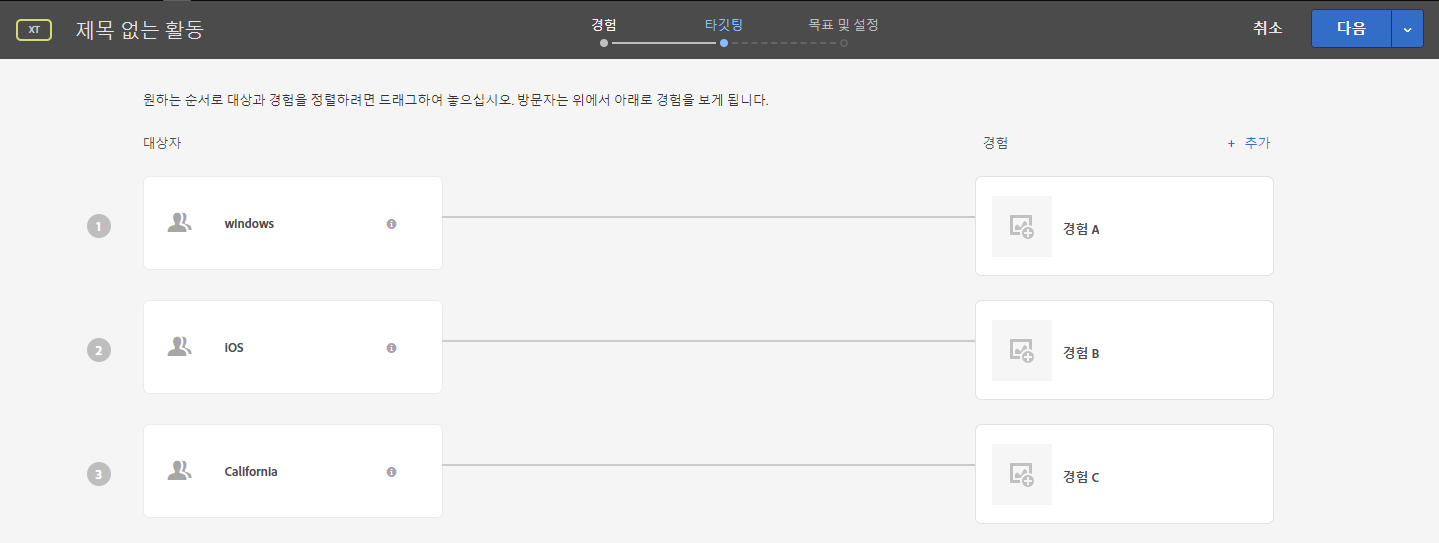 XT 제목 없는 활동 경험 타깃팅 목표 및 설정 취소 다음
원하는 순서로 대상과 경험을 정렬하려면 드래그하여 놓으십시오. 방문자는 위에서 아래로 경험을 보게 됩니다.
대상자 경험 + 추가
1 windows 경험 A
2 iOS 경험 B
3 California 경험 C